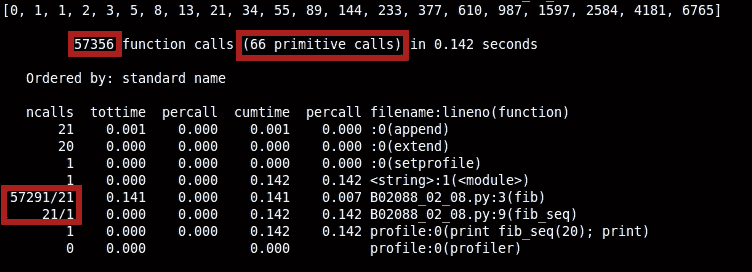 [0, 1, 1, 2, 3, 5, 8, 13, 21, 34, 55, 89, 144, 233, 377, 610, 987, 1597, 2584, 4181, 6765]
57356 function calls (66 primitive calls) in 0.142 seconds
Ordered by: standard name
ncalls tottime percall cumtime percall filename:lineno(function)
21 0.001 0.000 0.001 0.000 :0(append)
20 0.000 0.000 0.000 0.000 :0(extend)
1 0.000 0.000 0.000 0.000 :0(setprofile)
1 0.000 0.000 0.142 0.142 <string>:1(<module>)
57291/21 0.141 0.000 0.141 0.007 B02088_02_08.py:3(fib)
21/1 0.000 0.000 0.142 0.142 B02088_02_08.py:9(fib_seq)
1 0.000 0.000 0.142 0.142 profile:0(print fib_seq(20); print)
0 0.000 0.000 profile:0(profiler)